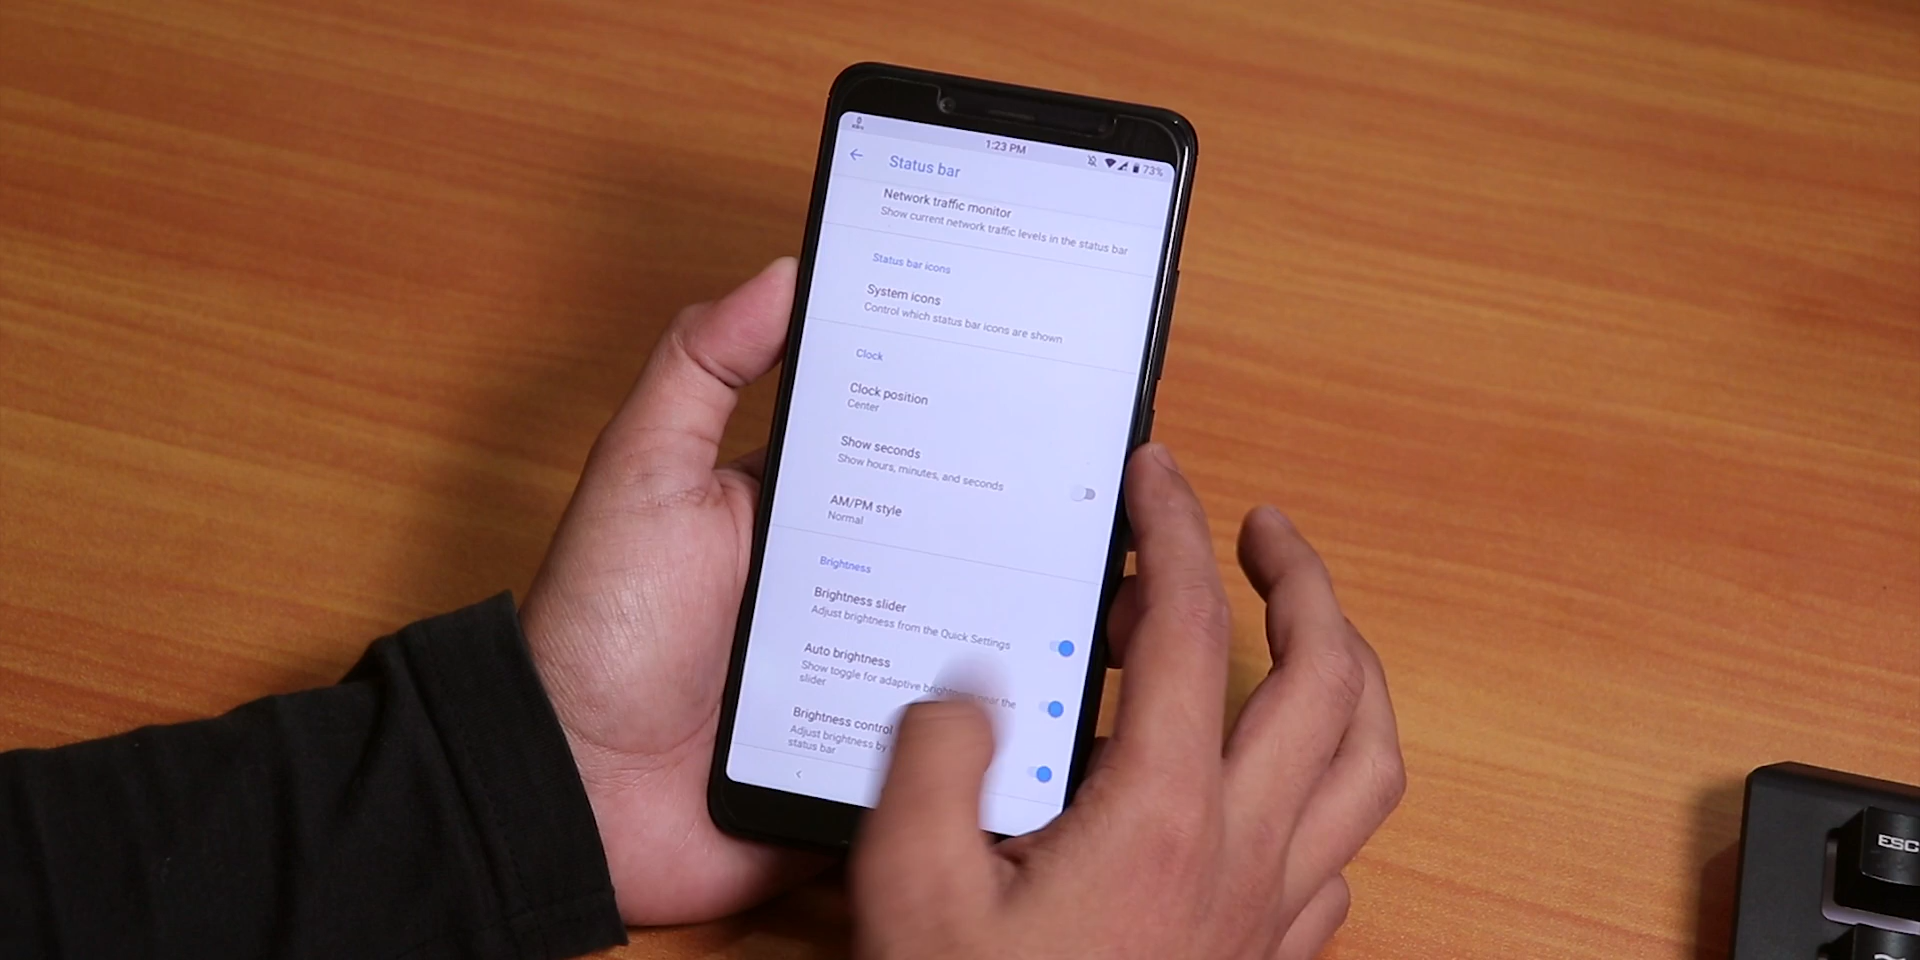 1:23 PM
73%
Status bar
Network traffic monitor
Show current network traffic levels in the status bar
Status bar icons
System icons
Control which status bar icons are shown
Clock
Clock position
Center
Show seconds
Show hours, minutes, and seconds
AM/PM style
Normal
Brightness
Brightness slider
Adjust brightness from the Quick Settings
Auto brightness
Show toggle for adaptive brightness near the
slider
Brightness control
Adjust brightness by
status bar
ESC